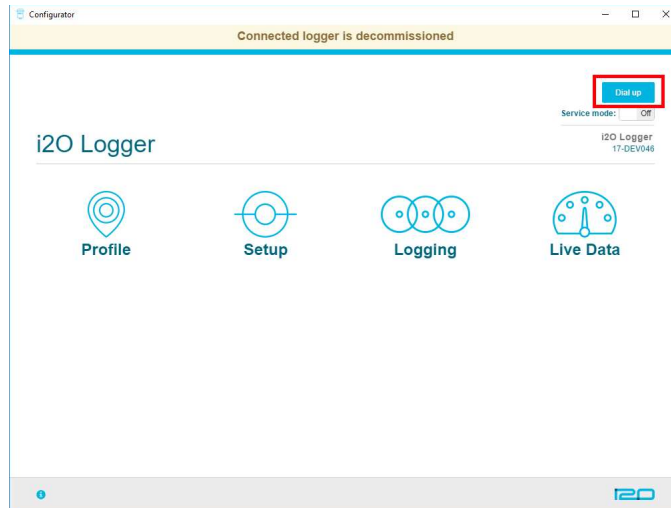 Configurator
Connected logger is decommissioned
Dial up
Service mode: Off
i2O Logger
i2O Logger
17-DEV046
Profile
Setup
Logging
Live Data
i2O